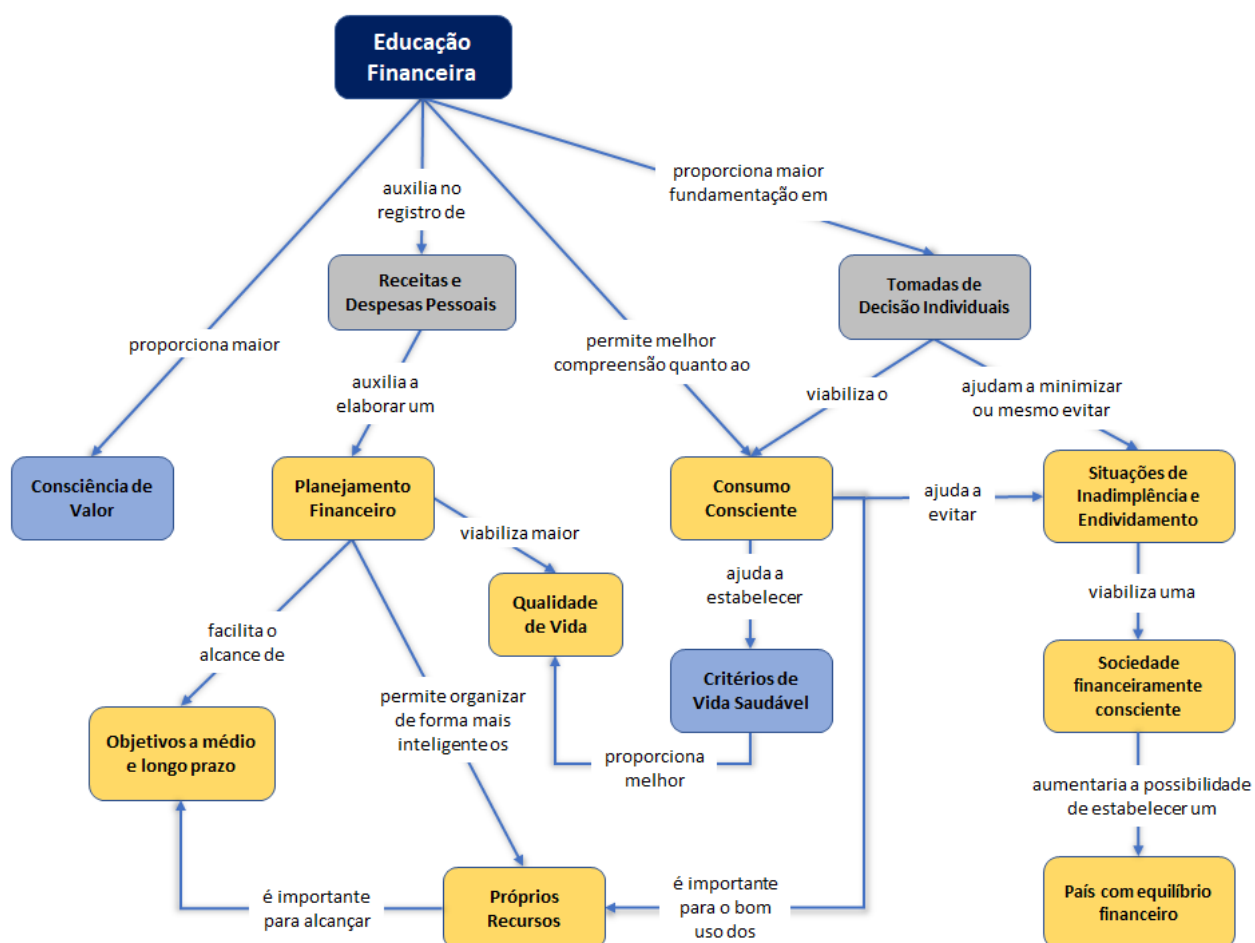 Educação
Financeira
proporciona maior
fundamentação em
auxilia no
registro de
Receitas e
Despesas Pessoais
Tomadas de
Decisão Individuais
proporciona maior
permite melhor
compreensão quanto ao
auxilia a
elaborar um
viabiliza o
ajudam a minimizar
ou mesmo evitar
Consciência de
Valor
Planejamento
Financeiro
Consumo
Consciente
ajuda a
evitar
Situações de
Inadimplência e
Endividamento
viabiliza maior
ajuda a
estabelecer
viabiliza uma
Qualidade
de Vida
facilita o
alcance de
Critérios de
Vida Saudável
Sociedade
financeiramente
consciente
permite organizar
de forma mais
inteligente os
Objetivos a médio
e longo prazo
proporciona
melhor
aumentaria a possibilidade
de estabelecer um
é importante
para alcançar
Próprios
Recursos
é importante
para o bom
uso dos
País com equilíbrio
financeiro